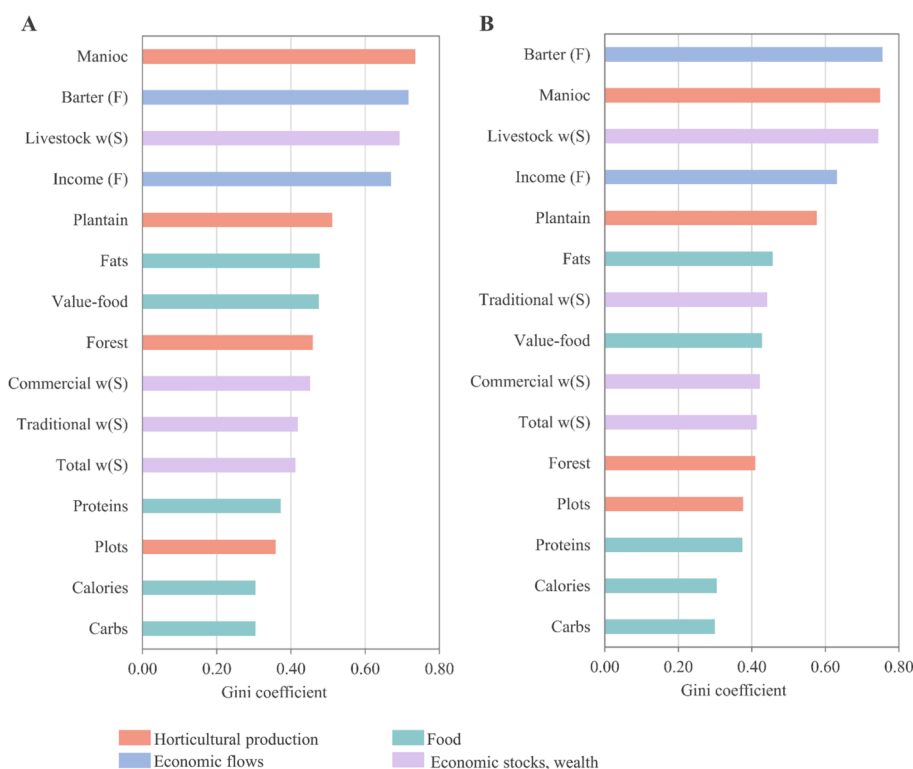 A
Manioc
Barter (F)
Livestock w(S)
Income (F)
Plantain
Fats
Value-food
Forest
Commercial w(S)
Traditional w(S)
Total w(S)
Proteins
Plots
Calories
Carbs
0.00 0.20 0.40 0.60 0.80
Gini coefficient
B
Barter (F)
Manioc
Livestock w(S)
Income (F)
Plantain
Fats
Traditional w(S)
Value-food
Commercial w(S)
Total w(S)
Forest
Plots
Proteins
Calories
Carbs
0.00 0.20 0.40 0.60 0.80
Gini coefficient
Horticultural production
Food
Economic flows
Economic stocks, wealth